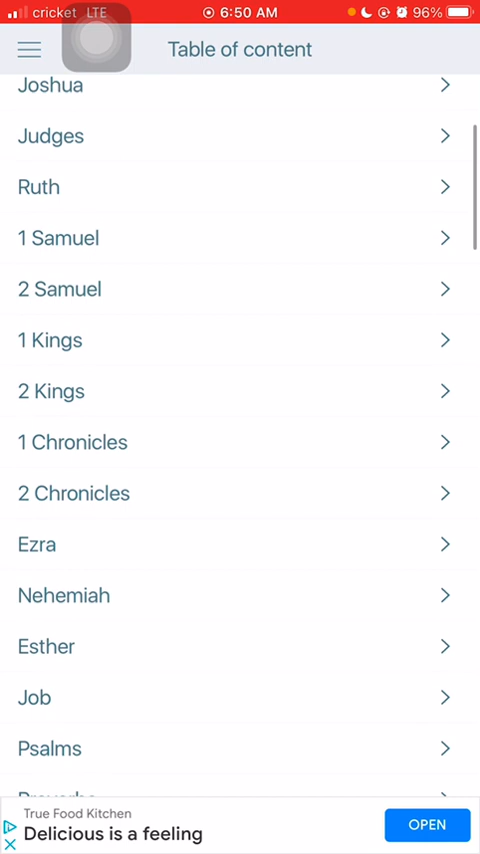 cricket LTE 6:50 AM 96%
Table of content
Joshua
Judges
Ruth
1 Samuel
2 Samuel
1 Kings
2 Kings
1 Chronicles
2 Chronicles
Ezra
Nehemiah
Esther
Job
Psalms
Proverbs
True Food Kitchen
Delicious is a feeling
OPEN